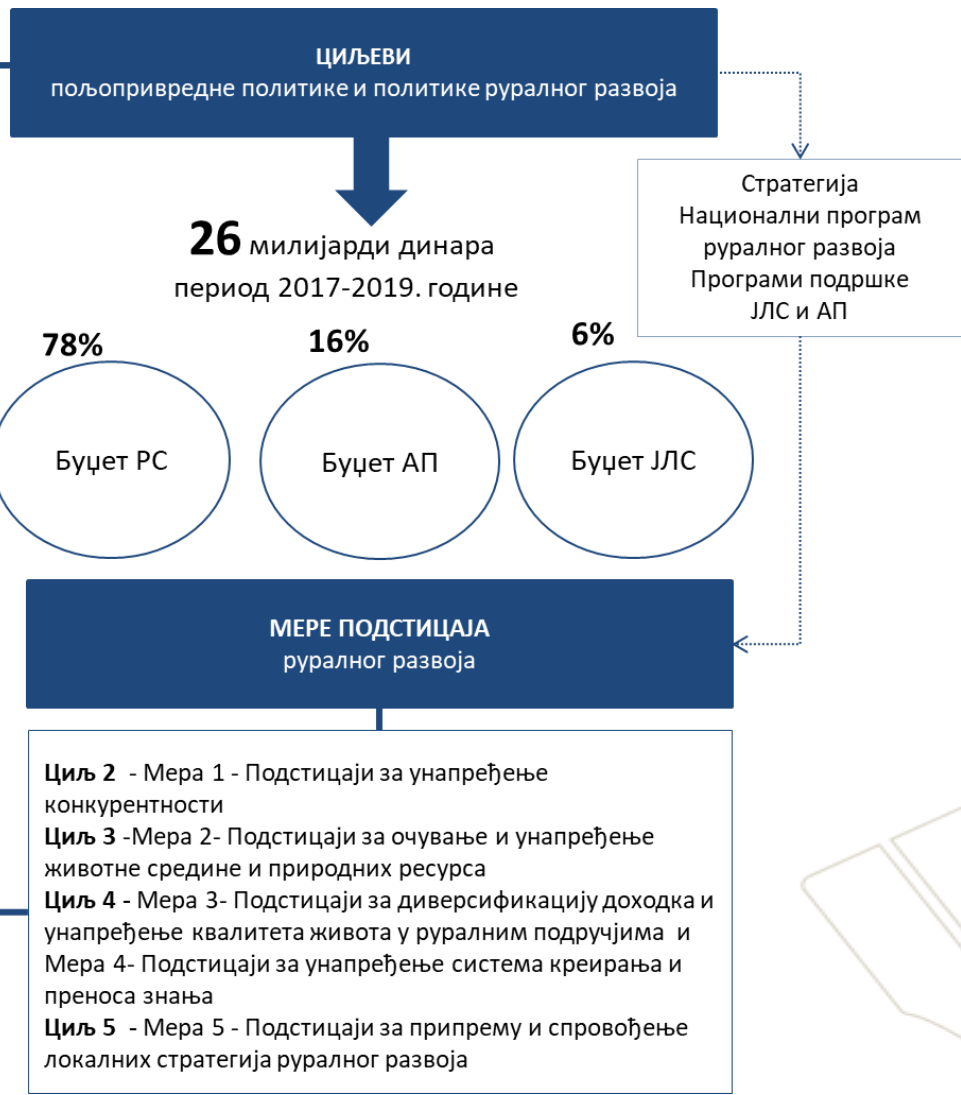 ЦИЉЕВИ
пољопривредне политике и политике руралног развоја
Стратегија
Национални програм
руралног развоја
Програми подршке
ЈЛС и АП
26 милијарди динара
период 2017-2019. године
78%
16%
6%
Буџет РС
Буџет АП
Буџет ЈЛС
МЕРЕ ПОДСТИЦАЈА
руралног развоја
Циљ 2 - Мера 1 - Подстицаји за унапређење
конкурентности
Циљ 3 -Мера 2- Подстицаји за очување и унапређење
животне средине и природних ресурса
Циљ 4 - Мера 3- Подстицаји за диверсификацију доходка и
унапређење квалитета живота у руралним подручјима и
Мера 4- Подстицаји за унапређење система креирања и
преноса знања
Циљ 5 - Мера 5 - Подстицаји за припрему и спровођење
локалних стратегија руралног развоја